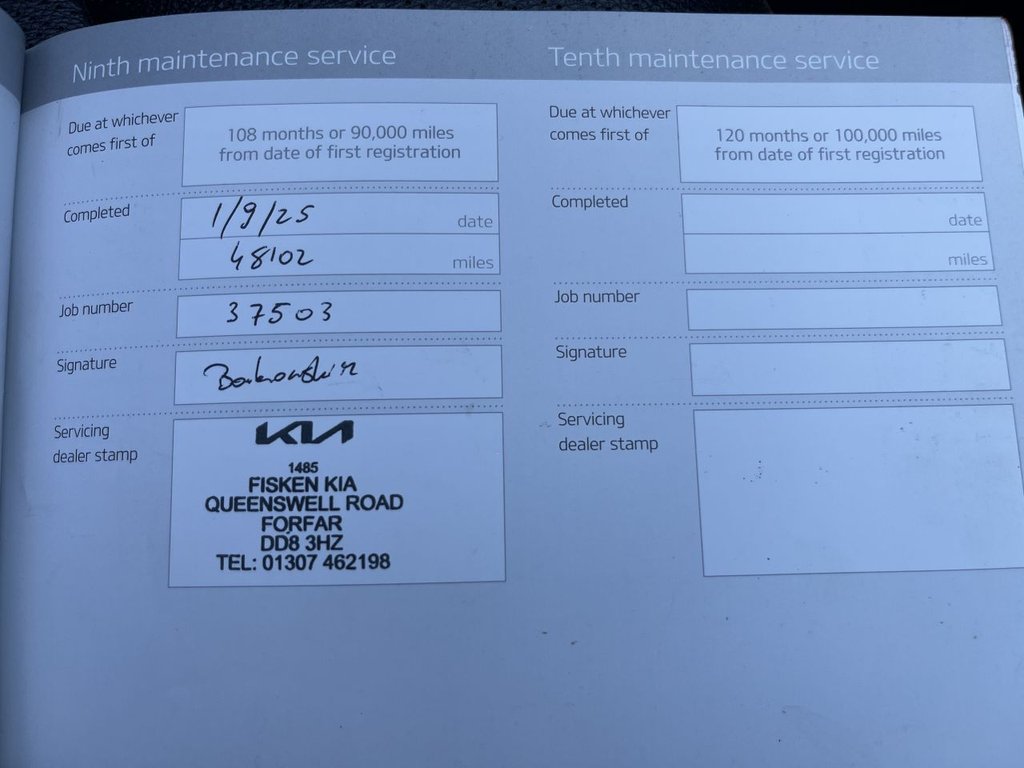 Ninth maintenance service
Due at whichever
comes first of
108 months or 90,000 miles
from date of first registration
Completed
1/9/25
date
48102
miles
Job number
37503
Signature
Servicing
dealer stamp
KIA
1485
FISKEN KIA
QUEENSWELL ROAD
FORFAR
DD8 3HZ
TEL: 01307 462198
Tenth maintenance service
Due at whichever
comes first of
120 months or 100,000 miles
from date of first registration
Completed
date
miles
Job number
Signature
Servicing
dealer stamp